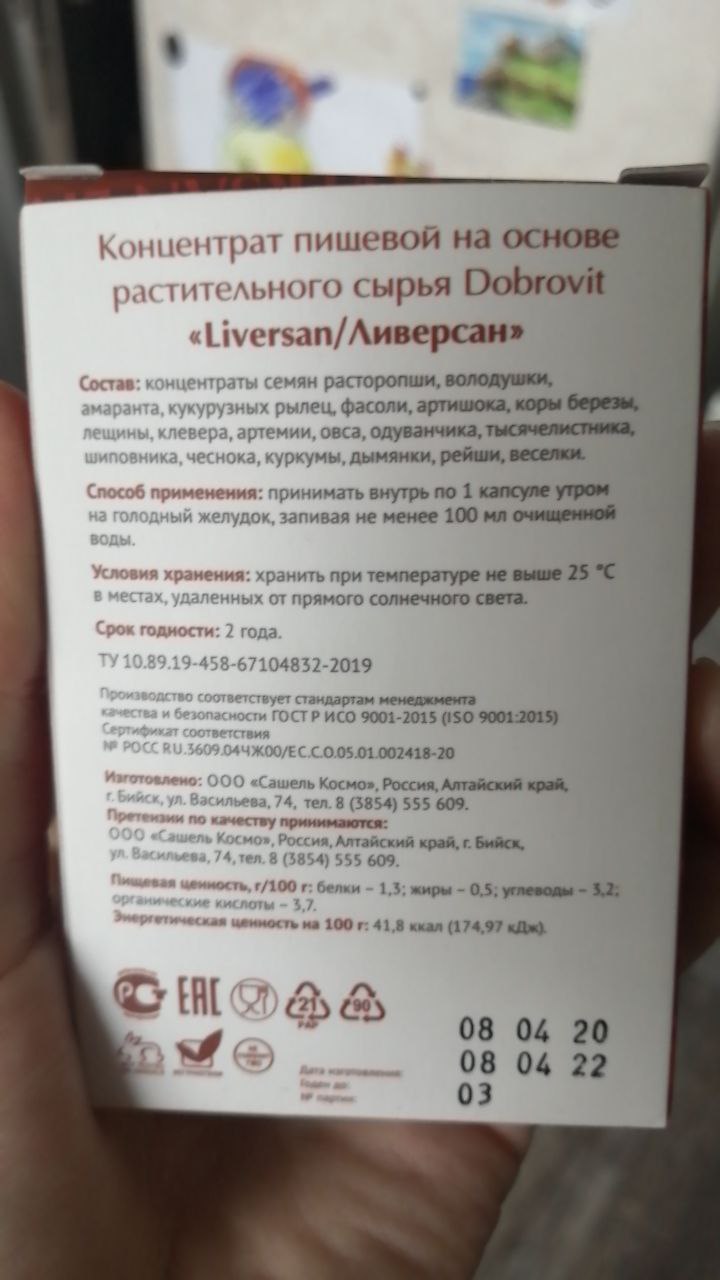 Концентрат пищевой на основе
растительного сырья Dobrovit
«Liversan/Ливерсан»
Состав: концентраты семян расторопши, володушки,
амаранта, кукурузных рылец, фасоли, артишока, коры березы,
лещины, клевера, артемии, овса, одуванчика, тысячелистника,
шиповника, чеснока, куркумы, дымянки, рейши, веселки.
Способ применения: принимать внутрь по 1 капсуле утром
на голодный желудок, запивая не менее 100 мл очищенной
воды.
Условия хранения: хранить при температуре не выше 25 °С
в местах, удаленных от прямого солнечного света.
Срок годности: 2 года.
ТУ 10.89.19-458-67104832-2019
Производство соответствует стандартам менеджмента
качества и безопасности ГОСТ Р ИСО 9001-2015 (ISO 9001:2015)
Сертификат соответствия
№ РОСС RU.3609.04ЧЖ00/ЕС.С.О.05.01.002418-20
Изготовлено: ООО «Сашель Космо», Россия, Алтайский край,
г. Бийск, ул. Васильева, 74, тел. 8 (3854) 555 609.
Претензии по качеству принимаются:
ООО «Сашель Космо», Россия, Алтайский край, г. Бийск,
ул. Васильева, 74, тел. 8 (3854) 555 609.
Пищевая ценность, г/100 г: белки – 1,3; жиры – 0,5; углеводы – 3,2;
органические кислоты – 3,7.
Энергетическая ценность на 100 г: 41,8 ккал (174,97 кДж).
РСТ EAC 21 90
PAP
Дата изготовления: 08 04 20
Годен до: 08 04 22
№ партии: 03